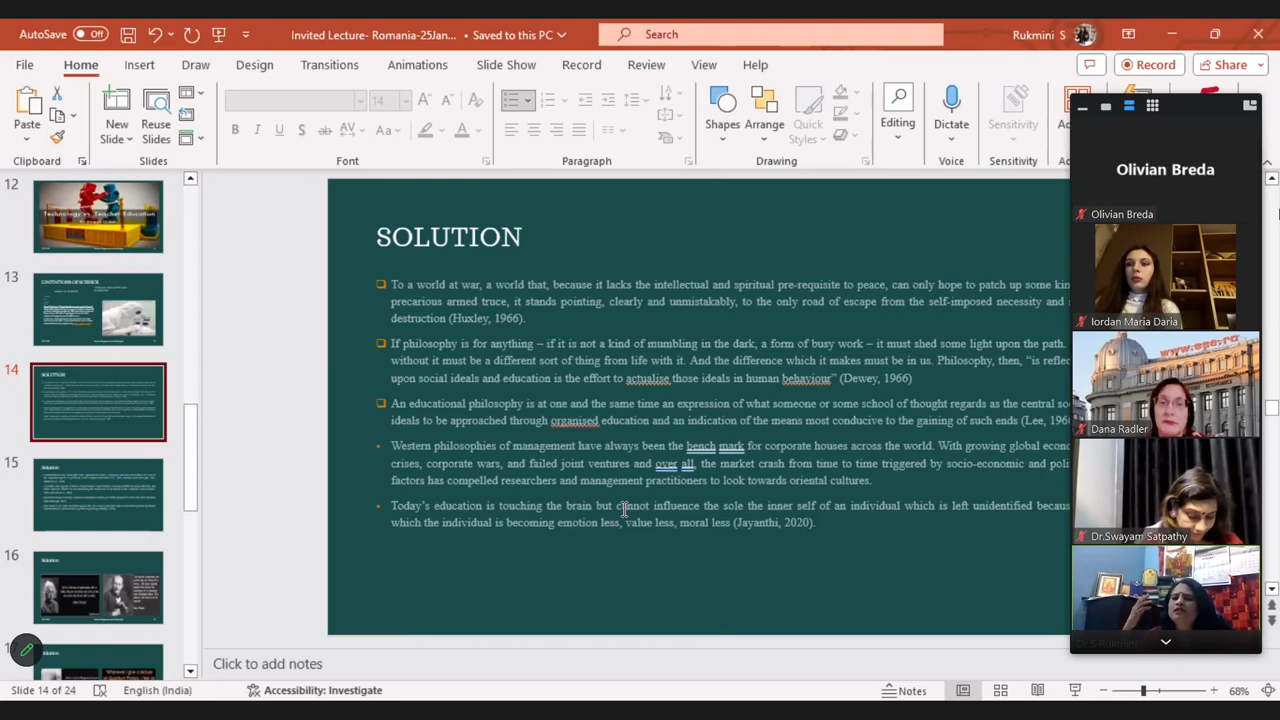 AutoSave Off Invited Lecture- Romania-25Jan... • Saved to this PC Search Rukmini S
File Home Insert Draw Design Transitions Animations Slide Show Record Review View Help Record Share
Paste New Slide Reuse Slides Shapes Arrange Quick Styles Editing Dictate Sensitivity
Clipboard Slides Font Paragraph Drawing Voice Sensitivity
12
Technology vs. Teacher Education
13
LIMITATIONS OF SCIENCE
14
SOLUTION
15
Solution
16
Solution
SOLUTION
To a world at war, a world that, because it lacks the intellectual and spiritual pre-requisite to peace, can only hope to patch up some kin
precarious armed truce, it stands pointing, clearly and unmistakably, to the only road of escape from the self-imposed necessity and
destruction (Huxley, 1966).
If philosophy is for anything – if it is not a kind of mumbling in the dark, a form of busy work – it must shed some light upon the path.
without it must be a different sort of thing from life with it. And the difference which it makes must be in us. Philosophy, then, “is reflec
upon social ideals and education is the effort to actualise those ideals in human behaviour” (Dewey, 1966)
An educational philosophy is at one and the same time an expression of what someone or some school of thought regards as the central so
ideals to be approached through organised education and an indication of the means most conducive to the gaining of such ends (Lee, 196
Western philosophies of management have always been the bench mark for corporate houses across the world. With growing global econ
crises, corporate wars, and failed joint ventures and over all, the market crash from time to time triggered by socio-economic and poli
factors has compelled researchers and management practitioners to look towards oriental cultures.
Today’s education is touching the brain but cannot influence the sole the inner self of an individual which is left unidentified becau
which the individual is becoming emotion less, value less, moral less (Jayanthi, 2020).
Olivian Breda
Olivian Breda
Iordan Maria Daria
www.ase.ro
Dana Radler
Dr.Swayam Satpathy
Dr S Rukmini
Click to add notes
Slide 14 of 24 English (India) Accessibility: Investigate Notes 68%